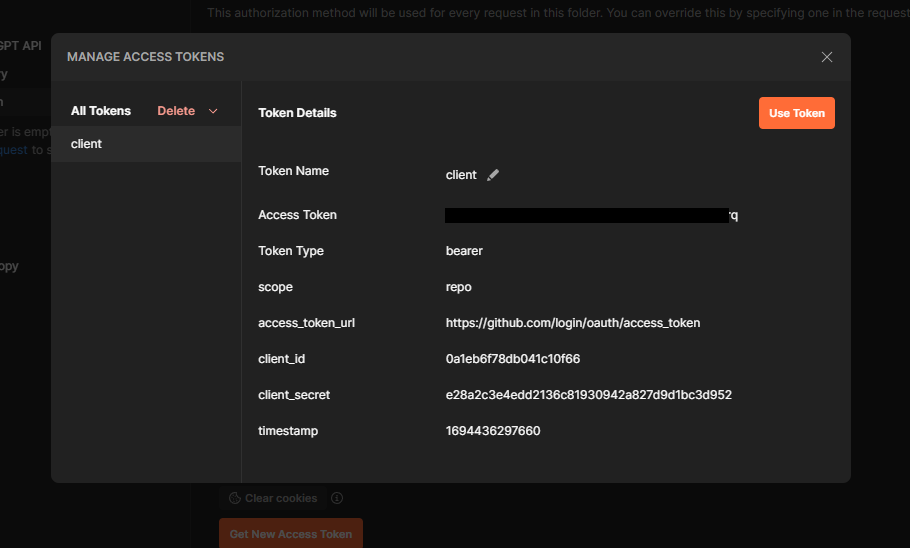 This authorization method will be used for every request in this folder. You can override this by specifying one in the request
GPT API
MANAGE ACCESS TOKENS
All Tokens Delete
client
Token Details
Use Token
Token Name client
Access Token q
Token Type bearer
scope repo
access_token_url https://github.com/login/oauth/access_token
client_id 0a1eb6f78db041c10f66
client_secret e28a2c3e4edd2136c81930942a827d9d1bc3d952
timestamp 1694436297660
er is empt
quest to s
opy
Clear cookies
Get New Access Token